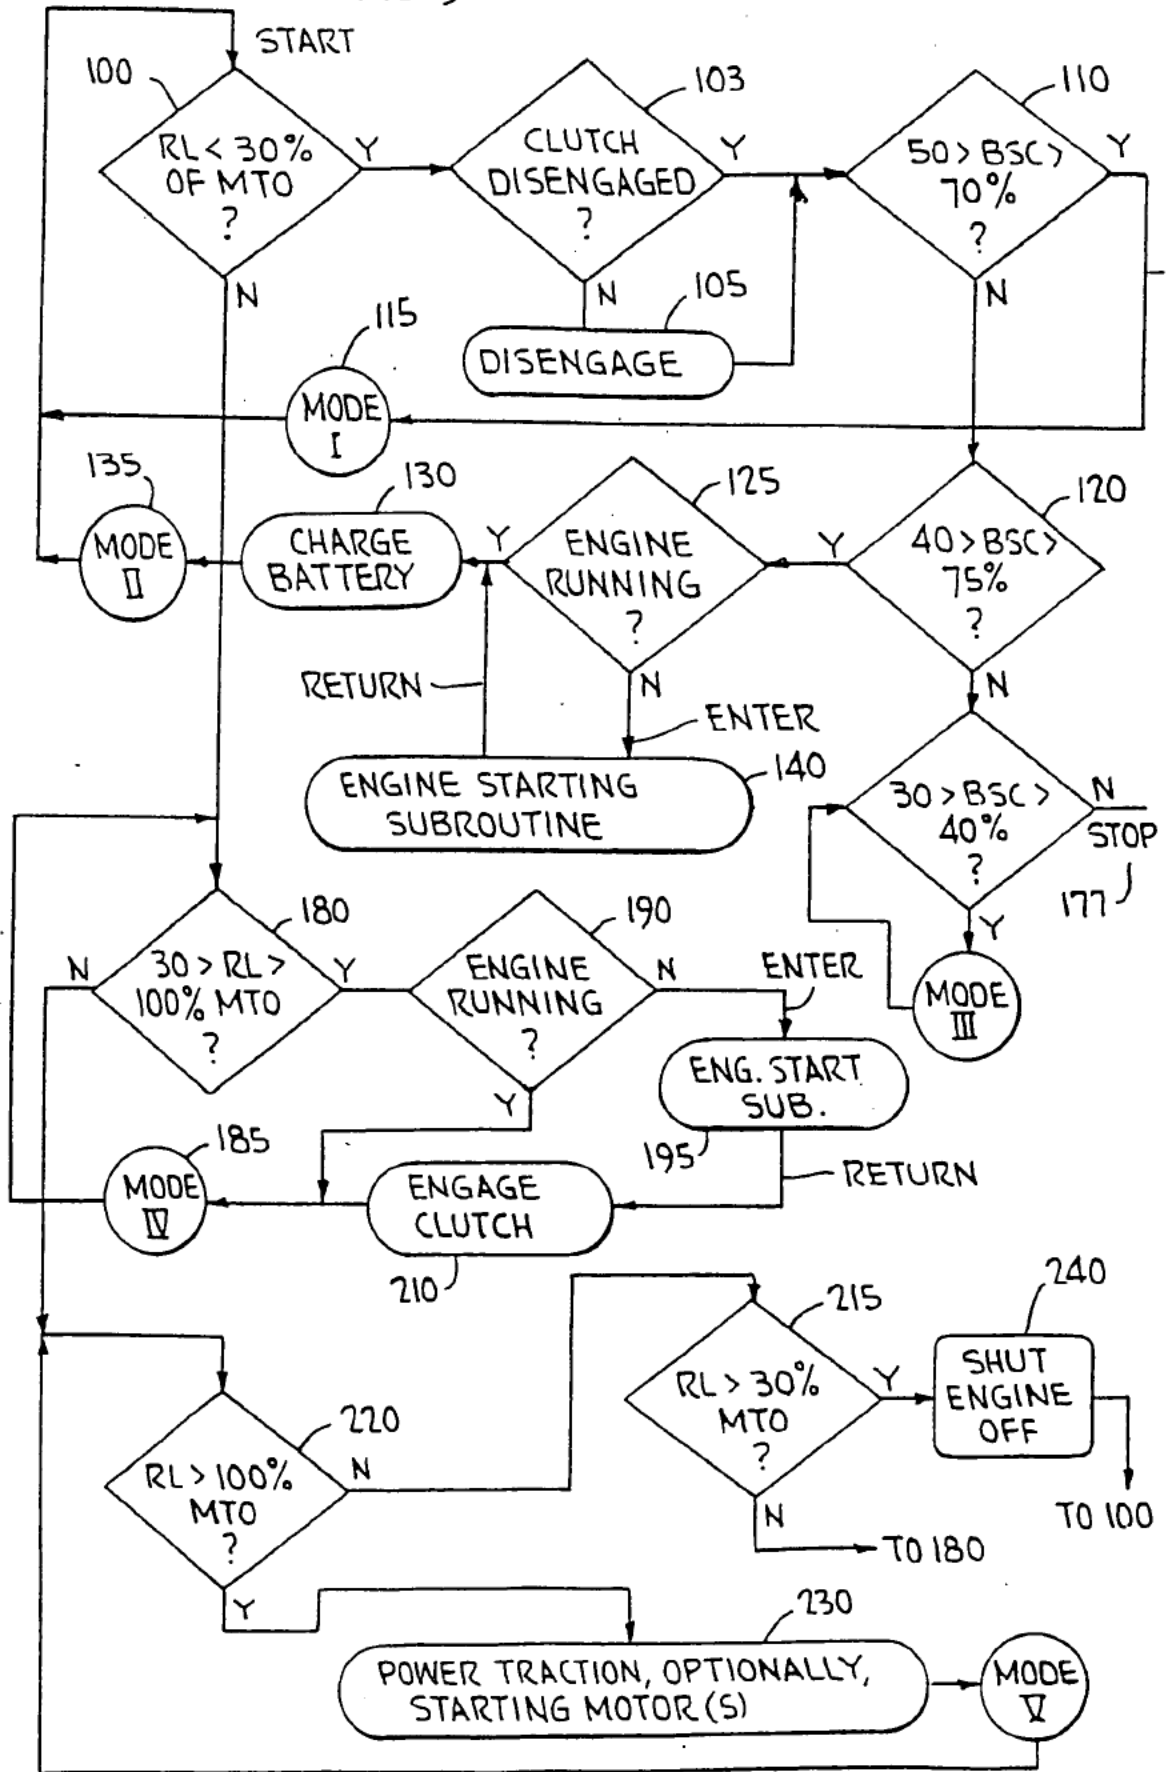 START
100
RL < 30%
OF MTO
?
Y
N
103
CLUTCH
DISENGAGED
?
Y
N
105
DISENGAGE
110
50 > BSC >
70%
?
Y
N
115
MODE
I
135
MODE
II
130
CHARGE
BATTERY
Y
125
ENGINE
RUNNING
?
N
Y
120
40 > BSC >
75%
?
N
RETURN
ENTER
ENGINE STARTING
SUBROUTINE
140
30 > BSC >
40%
?
N
STOP
177
Y
MODE
III
180
N
30 > RL >
100% MTO
?
Y
190
ENGINE
RUNNING
?
N
Y
ENTER
ENG. START
SUB.
195
RETURN
185
MODE
IV
ENGAGE
CLUTCH
210
215
RL > 30%
MTO
?
Y
N
TO 180
240
SHUT
ENGINE
OFF
TO 100
220
RL > 100%
MTO
?
N
Y
230
POWER TRACTION, OPTIONALLY,
STARTING MOTOR(S)
MODE
V